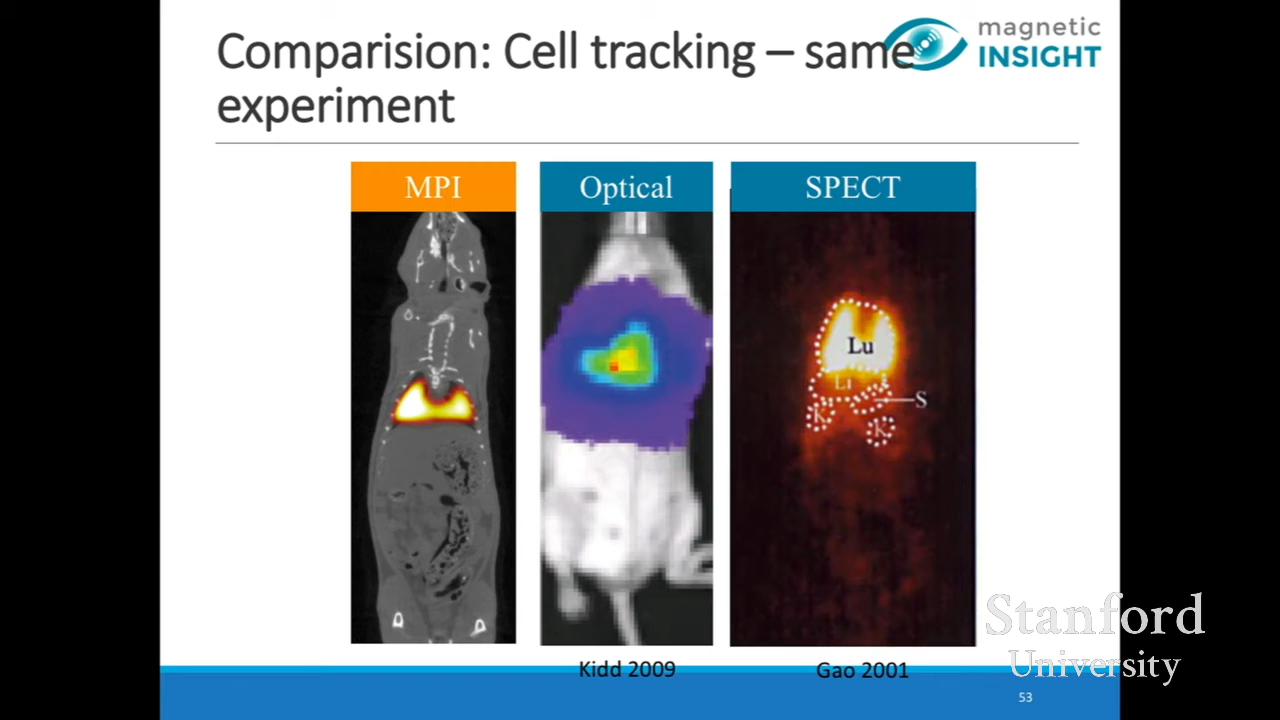 Comparision: Cell tracking – same
experiment
magnetic
INSIGHT
MPI
Optical
SPECT
Lu
Li
S
K
K
Kidd 2009
Gao 2001
Stanford
University
53